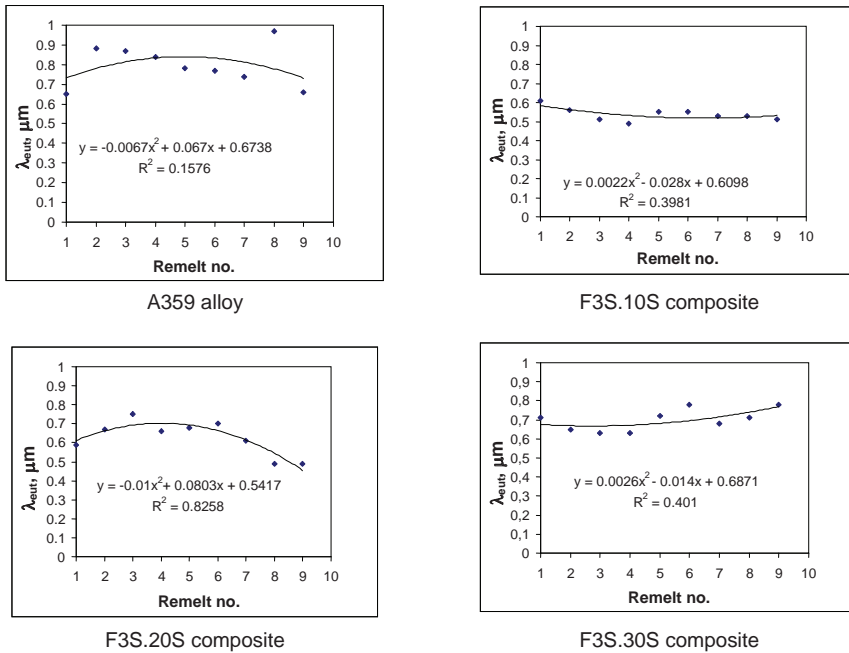 1
0.9
0.8
0.7
0.6
0.5
0.4
0.3
0.2
0.1
0
λeut, μm
y = -0.0067x² + 0.067x + 0.6738
R² = 0.1576
1 2 3 4 5 6 7 8 9 10
Remelt no.
A359 alloy
1
0.9
0.8
0.7
0.6
0.5
0.4
0.3
0.2
0.1
0
λeut, μm
y = 0.0022x² - 0.028x + 0.6098
R² = 0.3981
1 2 3 4 5 6 7 8 9 10
Remelt no.
F3S.10S composite
1
0.9
0.8
0.7
0.6
0.5
0.4
0.3
0.2
0.1
0
λeut, μm
y = -0.01x² + 0.0803x + 0.5417
R² = 0.8258
1 2 3 4 5 6 7 8 9 10
Remelt no.
F3S.20S composite
1
0,9
0,8
0,7
0,6
0,5
0,4
0,3
0,2
0,1
0
λeut, μm
y = 0.0026x² - 0.014x + 0.6871
R² = 0.401
1 2 3 4 5 6 7 8 9 10
Remelt no.
F3S.30S composite